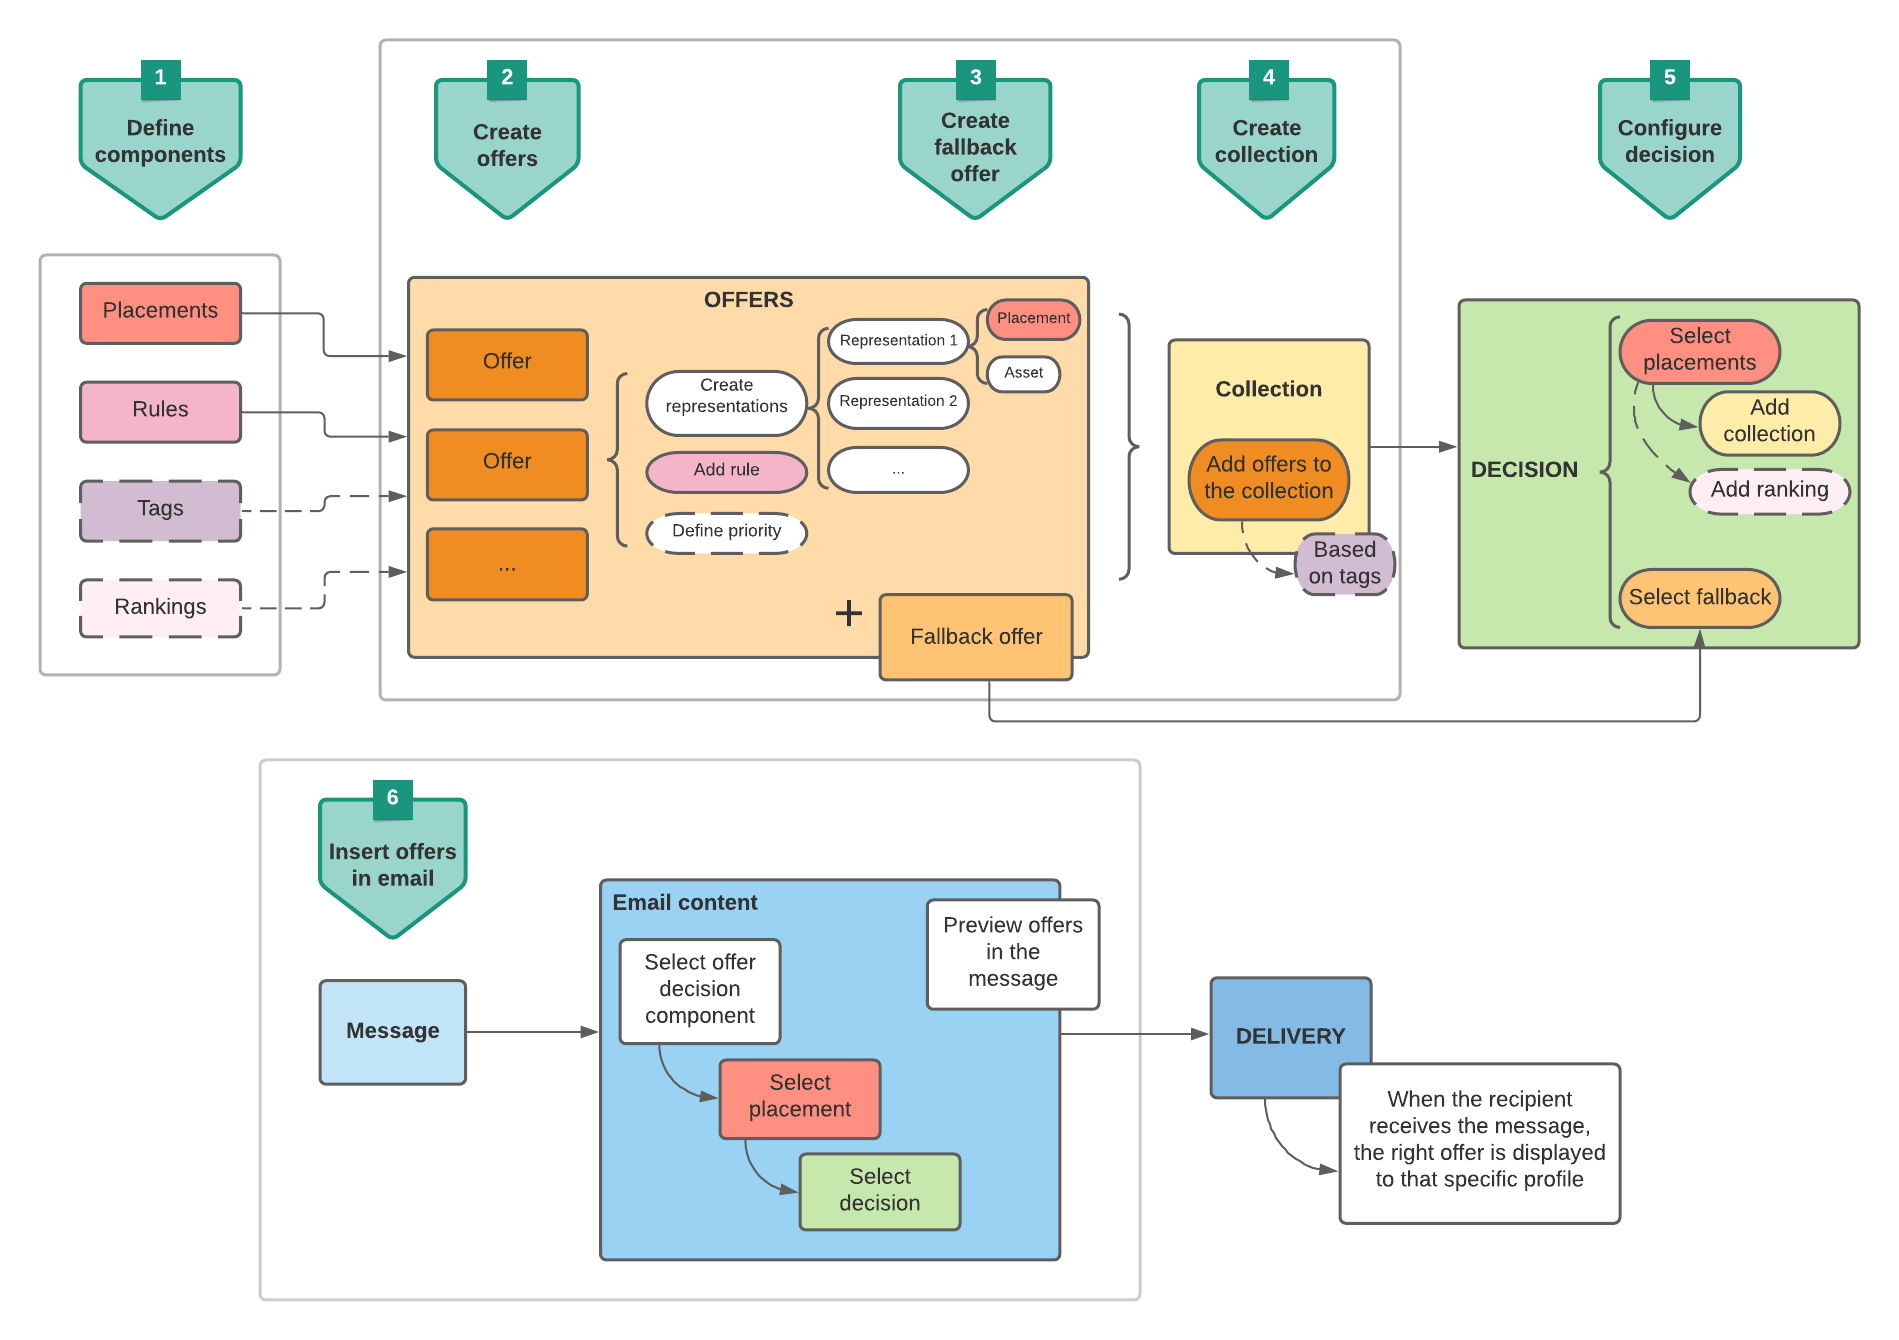 1
Define
components
2
Create
offers
3
Create
fallback
offer
4
Create
collection
5
Configure
decision
Placements
Rules
Tags
Rankings
OFFERS
Offer
Offer
...
Create
representations
Add rule
Define priority
Representation 1
Representation 2
...
Placement
Asset
+
Fallback offer
Collection
Add offers to
the collection
Based
on tags
DECISION
Select
placements
Add
collection
Add ranking
Select fallback
6
Insert offers
in email
Message
Email content
Select offer
decision
component
Select
placement
Select
decision
Preview offers
in the
message
DELIVERY
When the recipient
receives the message,
the right offer is displayed
to that specific profile